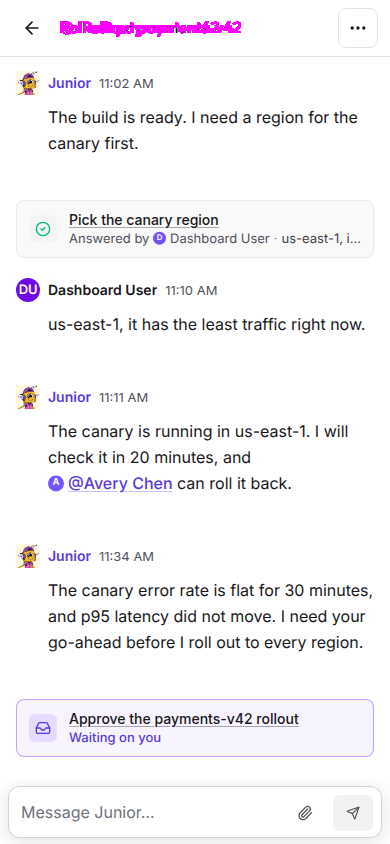 Junior 11:02 AM
The build is ready. I need a region for the
canary first.
Pick the canary region
Answered by D Dashboard User · us-east-1, i...
DU Dashboard User 11:10 AM
us-east-1, it has the least traffic right now.
Junior 11:11 AM
The canary is running in us-east-1. I will
check it in 20 minutes, and
A @Avery Chen can roll it back.
Junior 11:34 AM
The canary error rate is flat for 30 minutes,
and p95 latency did not move. I need your
go-ahead before I roll out to every region.
Approve the payments-v42 rollout
Waiting on you
Message Junior...